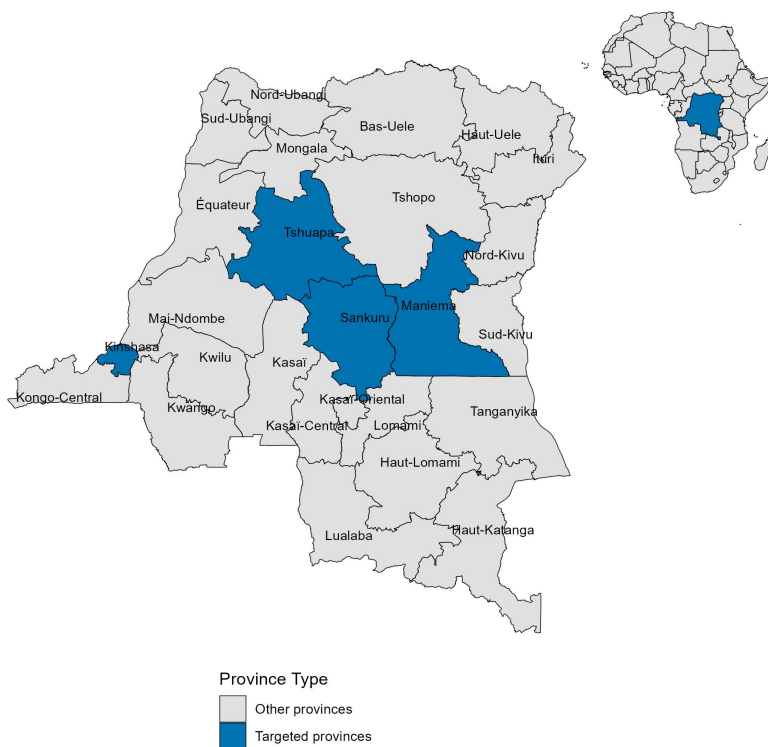 Nord-Ubangi
Sud-Ubangi
Bas-Uele
Haut-Uele
Mongala
Ituri
Tshopo
Équateur
Tshuapa
Nord-Kivu
Maniema
Mai-Ndombe
Sankuru
Sud-Kivu
Kinshasa
Kwilu
Kasaï
Kongo-Central
Kwango
Kasaï-Oriental
Tanganyika
Kasaï-Central
Lomami
Haut-Lomami
Lualaba
Haut-Katanga
Province Type
Other provinces
Targeted provinces